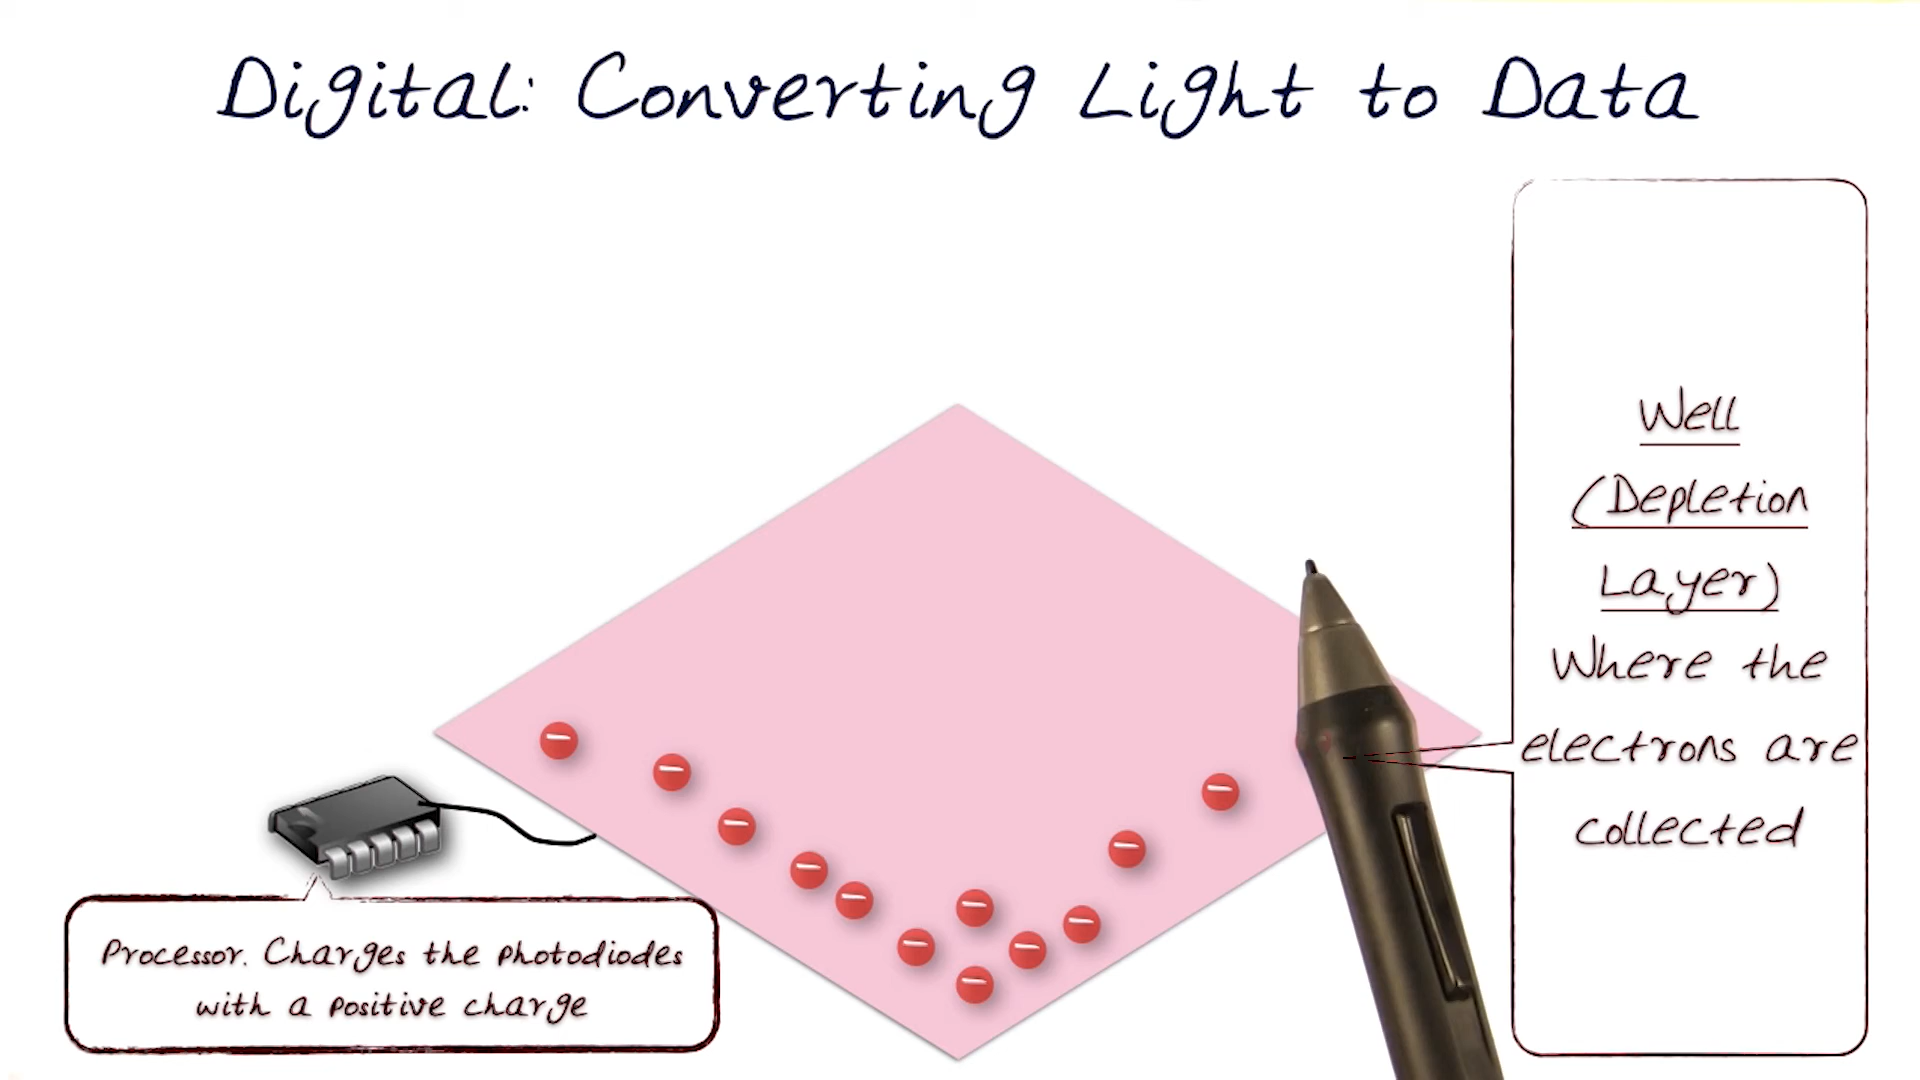 Digital: Converting Light to Data
Well
(Depletion
Layer)
Where the
electrons are
collected
Processor. Charges the photodiodes
with a positive charge